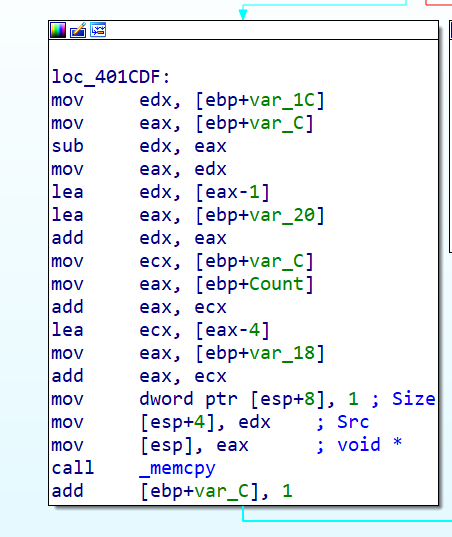 loc_401CDF:
mov     edx, [ebp+var_1C]
mov     eax, [ebp+var_C]
sub     edx, eax
mov     eax, edx
lea     edx, [eax-1]
lea     eax, [ebp+var_20]
add     edx, eax
mov     ecx, [ebp+var_C]
mov     eax, [ebp+Count]
add     eax, ecx
lea     ecx, [eax-4]
mov     eax, [ebp+var_18]
add     eax, ecx
mov     dword ptr [esp+8], 1 ; Size
mov     [esp+4], edx    ; Src
mov     [esp], eax      ; void *
call    _memcpy
add     [ebp+var_C], 1